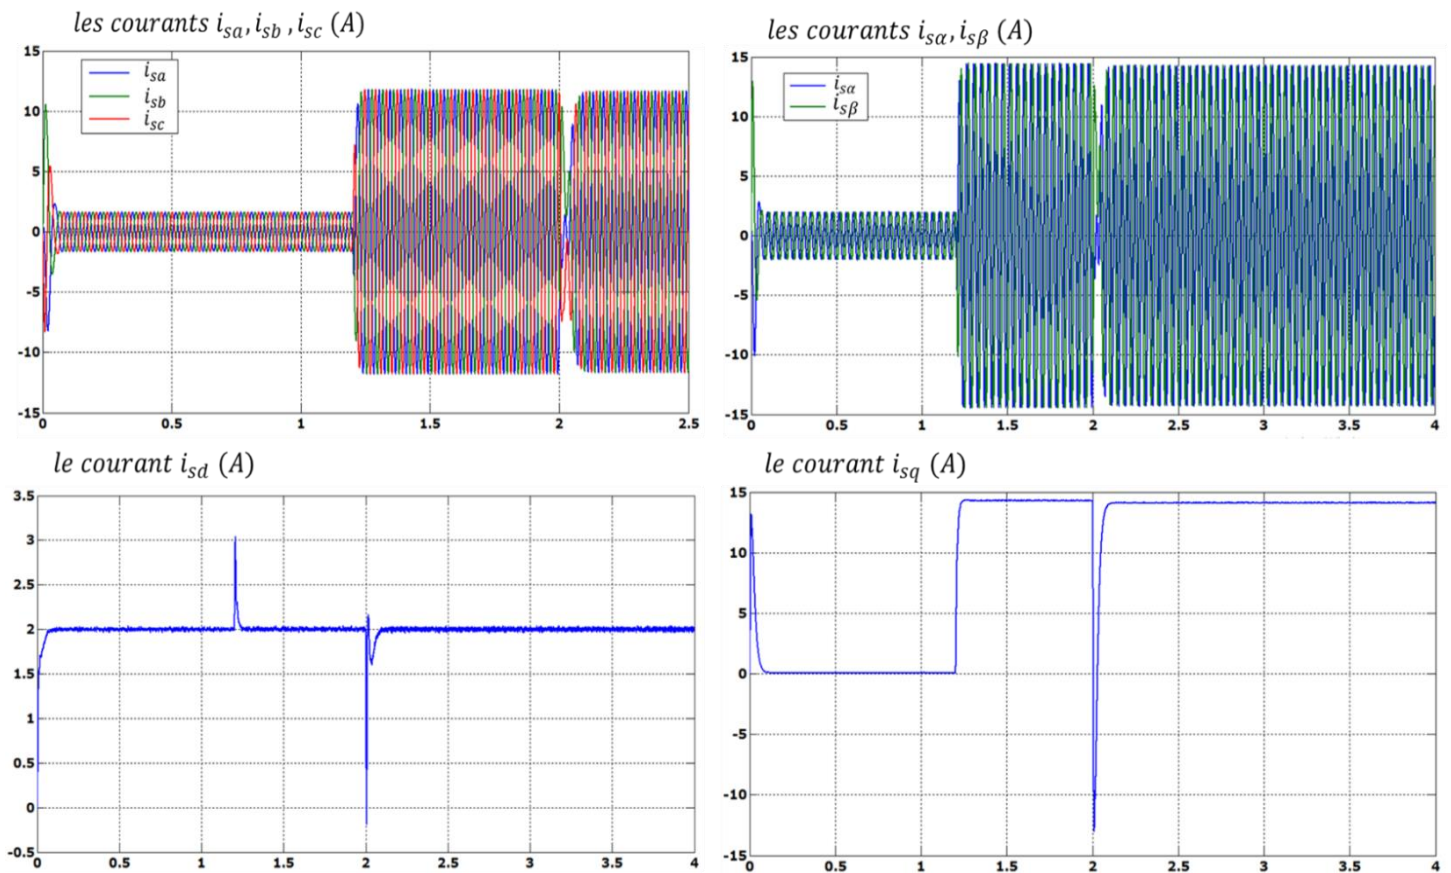 les courants i_sa, i_sb , i_sc (A)
15
10
5
0
-5
-10
-15
0 0.5 1 1.5 2 2.5
i_sa
i_sb
i_sc
les courants i_sα, i_sβ (A)
15
10
5
0
-5
-10
-15
0 0.5 1 1.5 2 2.5 3 3.5 4
i_sα
i_sβ
le courant i_sd (A)
3.5
3
2.5
2
1.5
1
0.5
0
-0.5
0 0.5 1 1.5 2 2.5 3 3.5 4
le courant i_sq (A)
15
10
5
0
-5
-10
-15
0 0.5 1 1.5 2 2.5 3 3.5 4